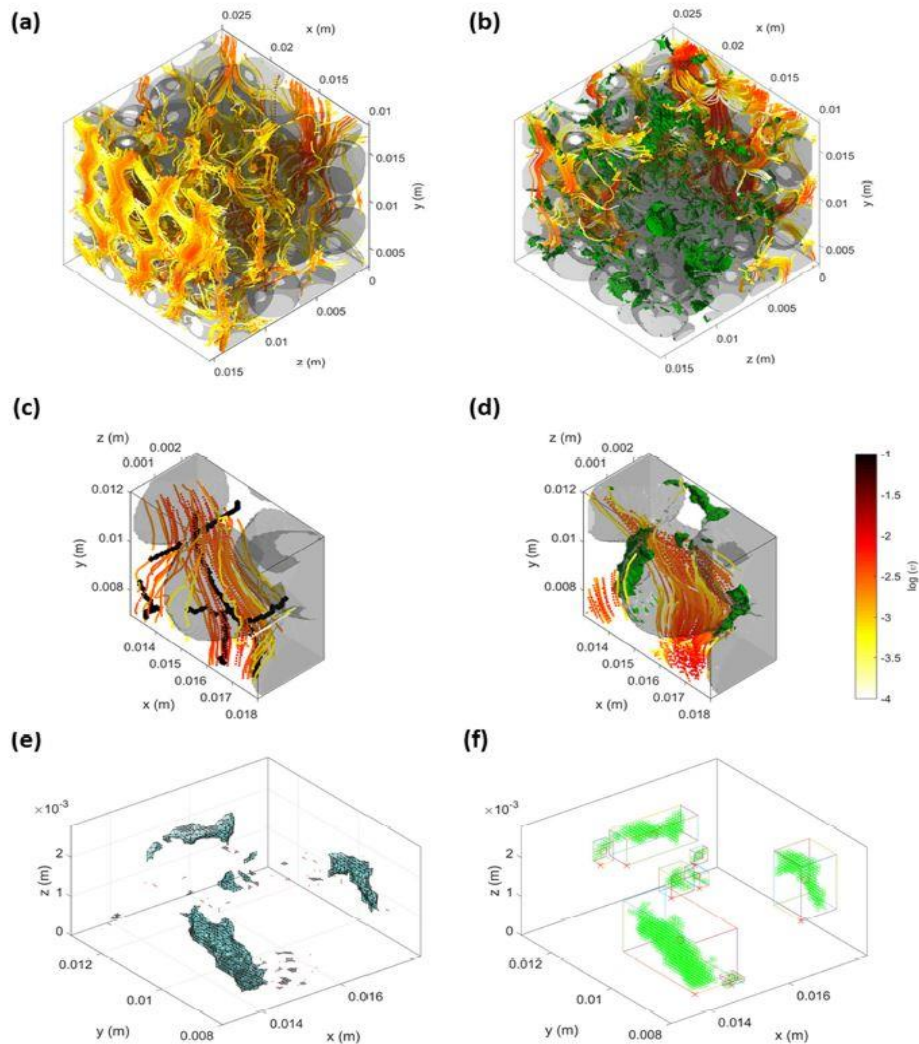 (a)
0.025
x (m)
0.02
0.015
0.01
0.015
0.01
y (m)
0.005
0
0.005
0.01
z (m)
0.015
(b)
0.025
x (m)
0.02
0.015
0.01
0.015
0.01
y (m)
0.005
0
0.005
0.01
z (m)
0.015
(c)
z (m)
0.002
0.001
0.012
0.01
y (m)
0.008
0.014
0.015
0.016
x (m)
0.017
0.018
(d)
z (m)
0.002
0.001
0.012
0.01
y (m)
0.008
0.014
0.015
0.016
x (m)
0.017
0.018
-1
-1.5
-2
-2.5
-3
-3.5
-4
log (v)
(e)
×10-3
2
z (m)
1
0
0.012
0.01
y (m)
0.008
0.014
0.016
x (m)
(f)
×10-3
2
z (m)
1
0
0.012
0.01
y (m)
0.008
0.014
0.016
x (m)